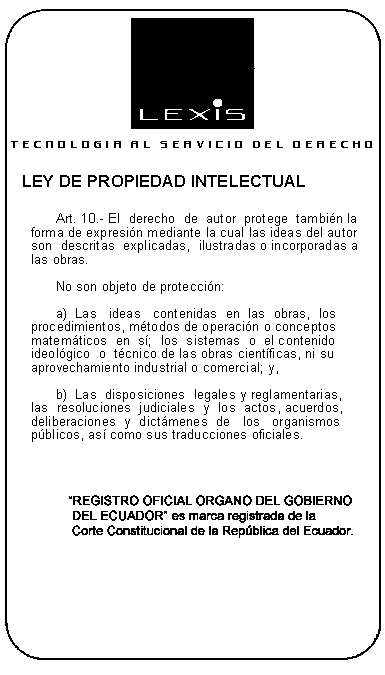 LEXIS
TECNOLOGIA AL SERVICIO DEL DERECHO
LEY DE PROPIEDAD INTELECTUAL
Art. 10.- El derecho de autor protege también la
forma de expresión mediante la cual las ideas del autor
son descritas explicadas, ilustradas o incorporadas a
las obras.
No son objeto de protección:
a) Las ideas contenidas en las obras, los
procedimientos, métodos de operación o conceptos
matemáticos en sí; los sistemas o el contenido
ideológico o técnico de las obras científicas, ni su
aprovechamiento industrial o comercial; y,
b) Las disposiciones legales y reglamentarias,
las resoluciones judiciales y los actos, acuerdos,
deliberaciones y dictámenes de los organismos
públicos, así como sus traducciones oficiales.
"REGISTRO OFICIAL ORGANO DEL GOBIERNO
DEL ECUADOR" es marca registrada de la
Corte Constitucional de la República del Ecuador.